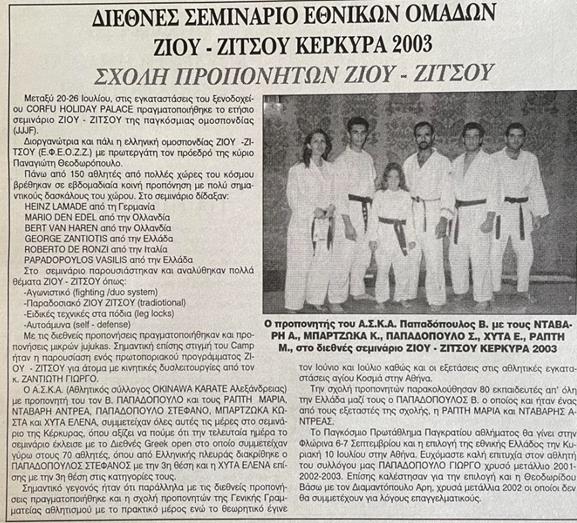 ΔΙΕΘΝΕΣ ΣΕΜΙΝΑΡΙΟ ΕΘΝΙΚΩΝ ΟΜΑΔΩΝ
ΖΙΟΥ - ΖΙΤΣΟΥ ΚΕΡΚΥΡΑ 2003
ΣΧΟΛΗ ΠΡΟΠΟΝΗΤΩΝ ΖΙΟΥ - ΖΙΤΣΟΥ
Μεταξύ 20-26 Ιουλίου, στις εγκαταστάσεις του ξενοδοχεί-
ου CORFU HOLIDAY PALACE πραγματοποιήθηκε το ετήσιο
σεμινάριο ΖΙΟΥ - ΖΙΤΣΟΥ της παγκόσμιας ομοσπονδίας
(JJJF).
Διοργανώτρια και πάλι η ελληνική ομοσπονδίας ΖΙΟΥ -ΖΙ-
ΤΣΟΥ (Ε.Φ.Ε.Ο.Ζ.Ζ.) με πρωτεργάτη τον πρόεδρό της κύριο
Παναγιώτη Θεοδωρόπουλο.
Πάνω από 150 αθλητές από πολλές χώρες του κόσμου
βρέθηκαν σε εβδομαδιαία κοινή προπόνηση με πολύ ση-
μαντικούς δασκάλους του χώρου. Στο σεμινάριο δίδαξαν:
HEINZ LAMADE από τη Γερμανία
MARIO DEN EDEL από την Ολλανδία
BERT VAN HAREN από την Ολλανδία
GEORGE ZANTIOTIS από την Ελλάδα
ROBERTO DE RONZI από την Ιταλία
PAPADOPOYLOS VASILIS από την Ελλάδα
Στο σεμινάριο παρουσιάστηκαν και αναλύθηκαν πολλά
θέματα ΖΙΟΥ - ΖΙΤΣΟΥ όπως:
-Αγωνιστικό (fighting /duo system)
-Παραδοσιακό ΖΙΟΥ ΖΙΤΣΟΥ (tradiotional)
-Ειδικές τεχνικές στα πόδια (leg locks)
-Αυτοάμυνα (self - defense)
Με τις διεθνείς προπονήσεις πραγματοποιήθηκαν και προ-
πονήσεις μικρών jujukas. Σημαντική επίσης στιγμή του Camp
ήταν η παρουσίαση ενός πρωτοποριακού προγράμματος ΖΙ-
ΟΥ - ΖΙΤΣΟΥ για άτομα με κινητικές δυσλειτουργίες από τον
κ. ΖΑΝΤΙΩΤΗ ΓΙΩΡΓΟ.
Ο Α.Σ.Κ.Α. (Αθλητικός σύλλογος OKINAWA KARATE Αλεξάνδρειας)
με προπονητή του τον Β. ΠΑΠΑΔΟΠΟΥΛΟ και τους ΡΑΠΤΗ ΜΑΡΙΑ,
ΝΤΑΒΑΡΗ ΑΝΤΡΕΑ, ΠΑΠΑΔΟΠΟΥΛΟ ΣΤΕΦΑΝΟ, ΜΠΑΡΤΖΩΚΑ ΚΩ-
ΣΤΑ και ΧΥΤΑ ΕΛΕΝΑ, συμμετείχαν όλες αυτές τις μέρες στο σεμινά-
ριο της Κέρκυρας, όπου αξίζει να πούμε ότι την τελευταία ημέρα το
σεμινάριο έκλεισε με το Διεθνές Greek open στο οποίο συμμετείχαν
γύρω στους 70 αθλητές, όπου από Ελληνικής πλευράς διακρίθηκε ο
ΠΑΠΑΔΟΠΟΥΛΟΣ ΣΤΕΦΑΝΟΣ με την 3η θέση και η ΧΥΤΑ ΕΛΕΝΗ επί-
σης με την 3η θέση στις κατηγορίες τους.
Σημαντικό γεγονός ήταν ότι παράλληλα με τις διεθνείς προπονή-
σεις πραγματοποιήθηκαν και η σχολή προπονητών της Γενικής Γραμ-
ματείας αθλητισμού με το πρακτικό μέρος ενώ το θεωρητικό έγινε
Ο προπονητής του Α.Σ.Κ.Α. Παπαδόπουλος Β. με τους ΝΤΑΒΑ-
ΡΗ Α., ΜΠΑΡΤΖΩΚΑ Κ., ΠΑΠΑΔΟΠΟΥΛΟ Σ., ΧΥΤΑ Ε., ΡΑΠΤΗ
Μ., στο διεθνές σεμινάριο ΖΙΟΥ - ΖΙΤΣΟΥ ΚΕΡΚΥΡΑ 2003
τον Ιούνιο και Ιούλιο καθώς και οι εξετάσεις στις αθλητικές εγκατα-
στάσεις αγίου Κοσμά στην Αθήνα.
Την σχολή προπονητών παρακολούθησαν 80 εκπαιδευτές απ' όλη
την Ελλάδα μαζί τους ο ΠΑΠΑΔΟΠΟΥΛΟΣ Β. ο οποίος και ήταν ένας
από τους εξεταστές της σχολής, η ΡΑΠΤΗ ΜΑΡΙΑ και ΝΤΑΒΑΡΗΣ Α-
ΝΤΡΕΑΣ.
Το Παγκόσμιο Πρωτάθλημα Παγκρατίου αθλήματος θα γίνει στην
Φλώρινα 6-7 Σεπτεμβρίου και η επιλογή της εθνικής Ελλάδος την Κυ-
ριακή 10 Ιουλίου στην Αθήνα. Ευχόμαστε καλή επιτυχία στον αθλητή
του συλλόγου μας ΠΑΠΑΔΟΠΟΥΛΟ ΓΙΩΡΓΟ χρυσό μετάλλιο 2001-
2002-2003. Επίσης καλέστηκαν για την επιλογή και η Θεοδωρίδου
Βάσω με τον Διαμαντόπουλο Αρη, χρυσά μετάλλια 2002 οι οποίοι δεν
θα συμμετέχουν για λόγους επαγγελματικούς.